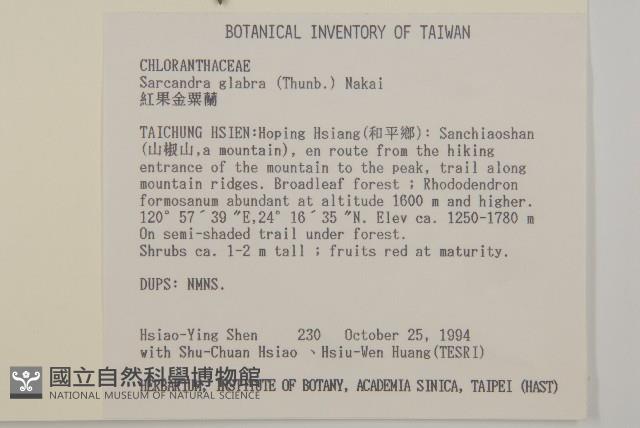 BOTANICAL INVENTORY OF TAIWAN
CHLORANTHACEAE
Sarcandra glabra (Thunb.) Nakai
紅果金粟蘭
TAICHUNG HSIEN:Hoping Hsiang(和平鄉): Sanchiaoshan
(山椒山,a mountain), en route from the hiking
entrance of the mountain to the peak, trail along
mountain ridges. Broadleaf forest ; Rhododendron
formosanum abundant at altitude 1600 m and higher.
120° 57´39 ″E,24° 16´35 ″N. Elev ca. 1250-1780 m
On semi-shaded trail under forest.
Shrubs ca. 1-2 m tall ; fruits red at maturity.
DUPS: NMNS.
Hsiao-Ying Shen 230 October 25, 1994
with Shu-Chuan Hsiao 、Hsiu-Wen Huang(TESRI)
國立自然科學博物館
HERBARIUM, INSTITUTE OF BOTANY, ACADEMIA SINICA, TAIPEI (HAST)
NATIONAL MUSEUM OF NATURAL SCIENCE